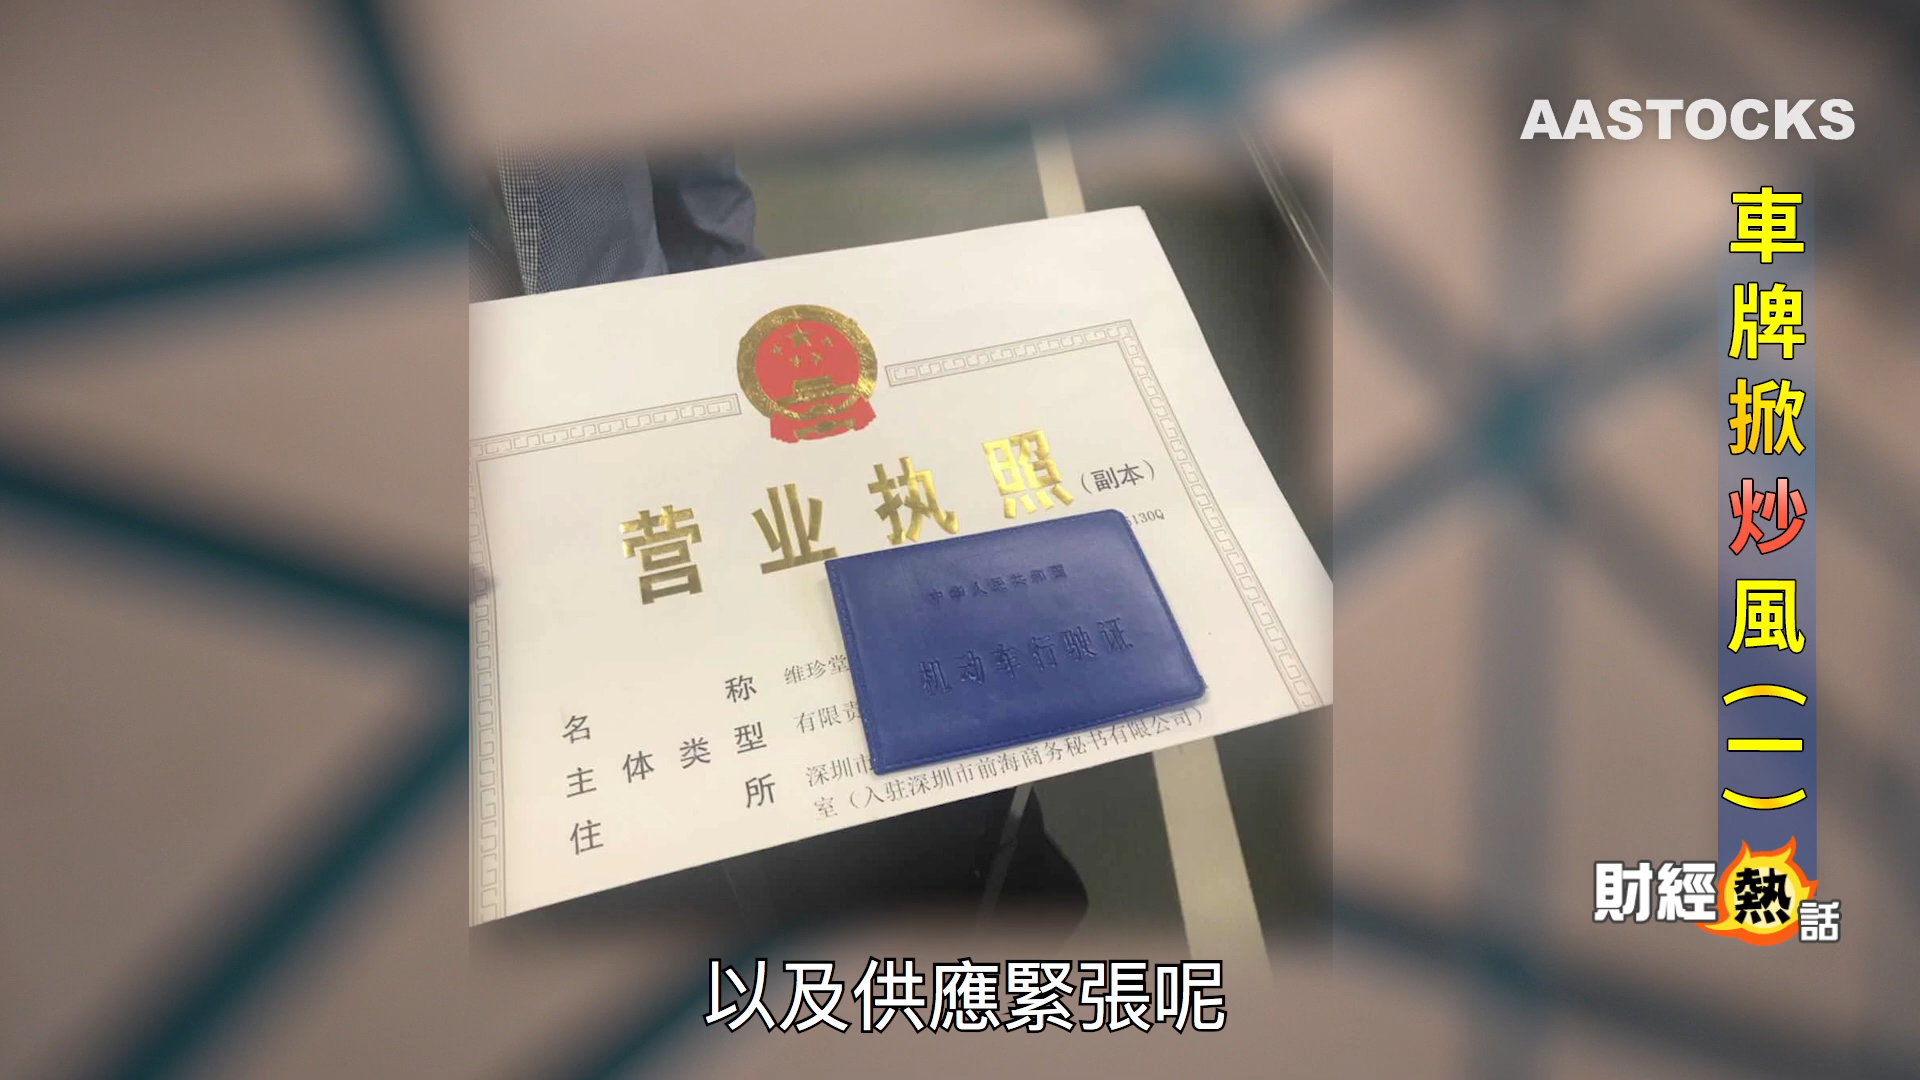 AASTOCKS
車牌掀炒風(一)
財經熱話
营业执照(副本)
5130Q
中华人民共和国
机动车行驶证
名称 维珍堂
主体类型 有限责
住所 深圳市
室(入驻深圳市前海商务秘书有限公司)
以及供應緊張呢